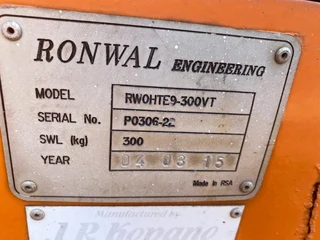 RONWAL ENGINEERING
MODEL RWOHTE9-300VT
SERIAL No. P0306-22
SWL (kg) 300
YEAR 04 03 15
Made in RSA
Manufactured by